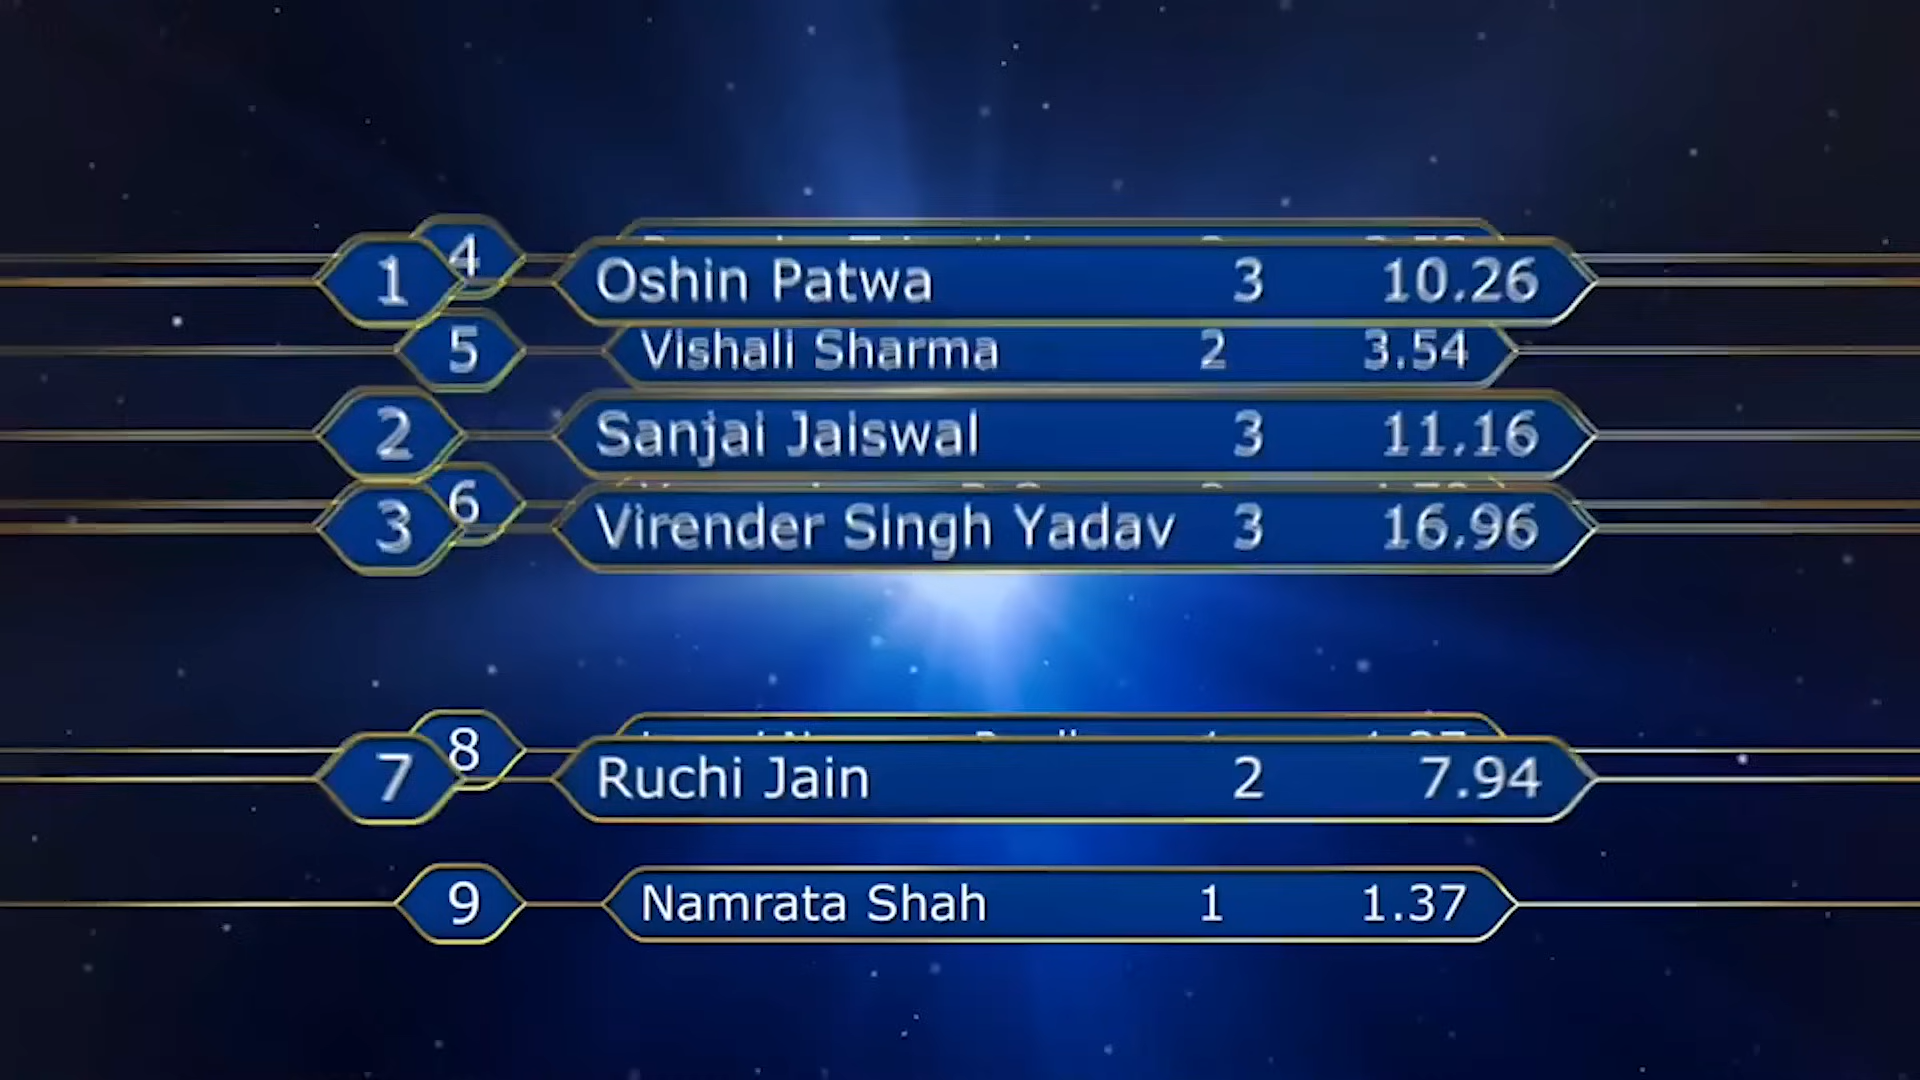 4
1 Oshin Patwa 3 10.26
5 Vishali Sharma 2 3.54
2 Sanjai Jaiswal 3 11.16
6
3 Virender Singh Yadav 3 16.96
8
7 Ruchi Jain 2 7.94
9 Namrata Shah 1 1.37